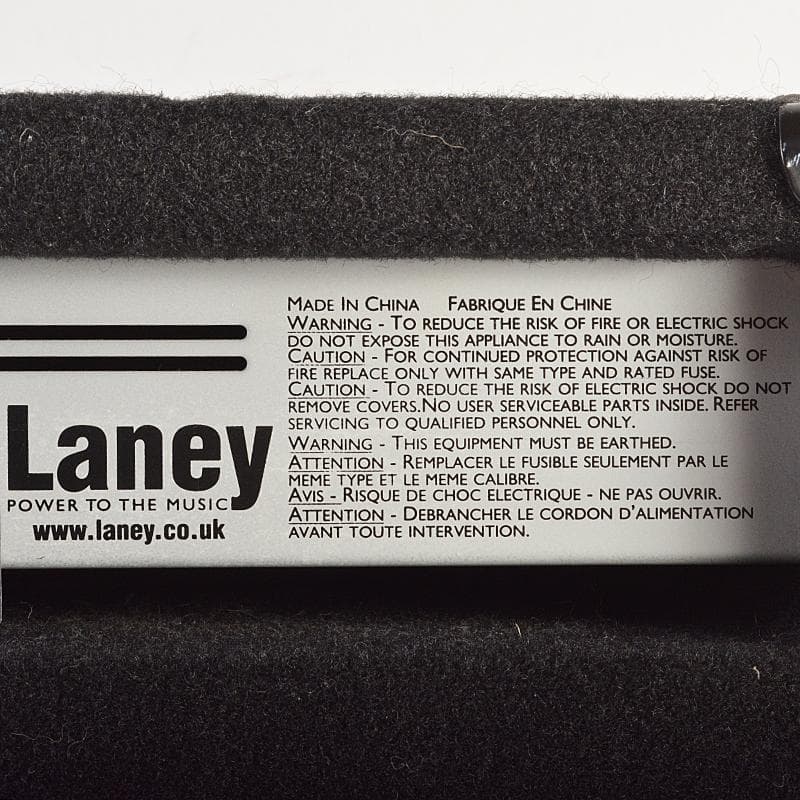 Laney
POWER TO THE MUSIC
www.laney.co.uk
MADE IN CHINA FABRIQUE EN CHINE
WARNING - TO REDUCE THE RISK OF FIRE OR ELECTRIC SHOCK
DO NOT EXPOSE THIS APPLIANCE TO RAIN OR MOISTURE.
CAUTION - FOR CONTINUED PROTECTION AGAINST RISK OF
FIRE REPLACE ONLY WITH SAME TYPE AND RATED FUSE.
CAUTION - TO REDUCE THE RISK OF ELECTRIC SHOCK DO NOT
REMOVE COVERS.NO USER SERVICEABLE PARTS INSIDE. REFER
SERVICING TO QUALIFIED PERSONNEL ONLY.
WARNING - THIS EQUIPMENT MUST BE EARTHED.
ATTENTION - REMPLACER LE FUSIBLE SEULEMENT PAR LE
MEME TYPE ET LE MEME CALIBRE.
AVIS - RISQUE DE CHOC ELECTRIQUE - NE PAS OUVRIR.
ATTENTION - DEBRANCHER LE CORDON D'ALIMENTATION
AVANT TOUTE INTERVENTION.